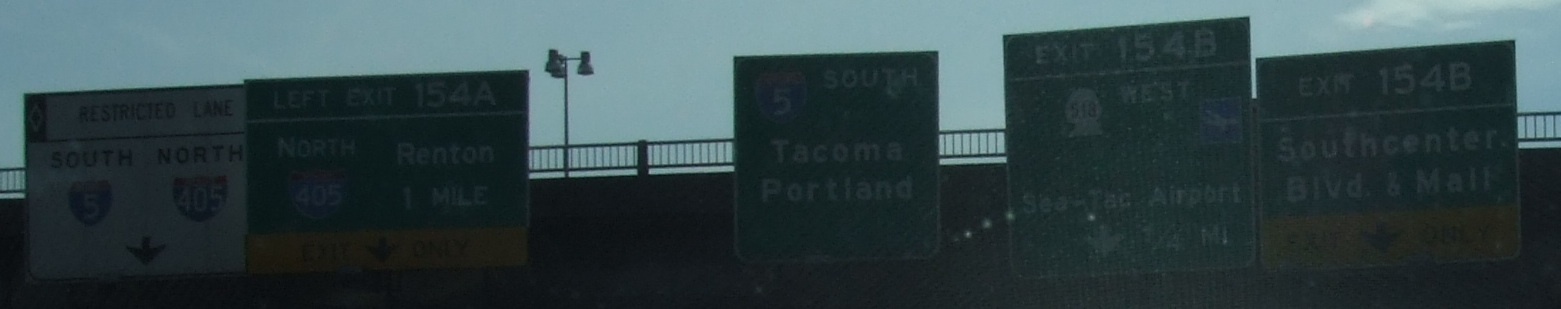 RESTRICTED LANE
SOUTH NORTH
5 405
LEFT EXIT 154A
NORTH
405
Renton
1 MILE
EXIT ONLY
5 SOUTH
Tacoma
Portland
EXIT 154B
518 WEST
Sea-Tac Airport
1/4 MI
EXIT 154B
Southcenter
Blvd. & Mall
EXIT ONLY